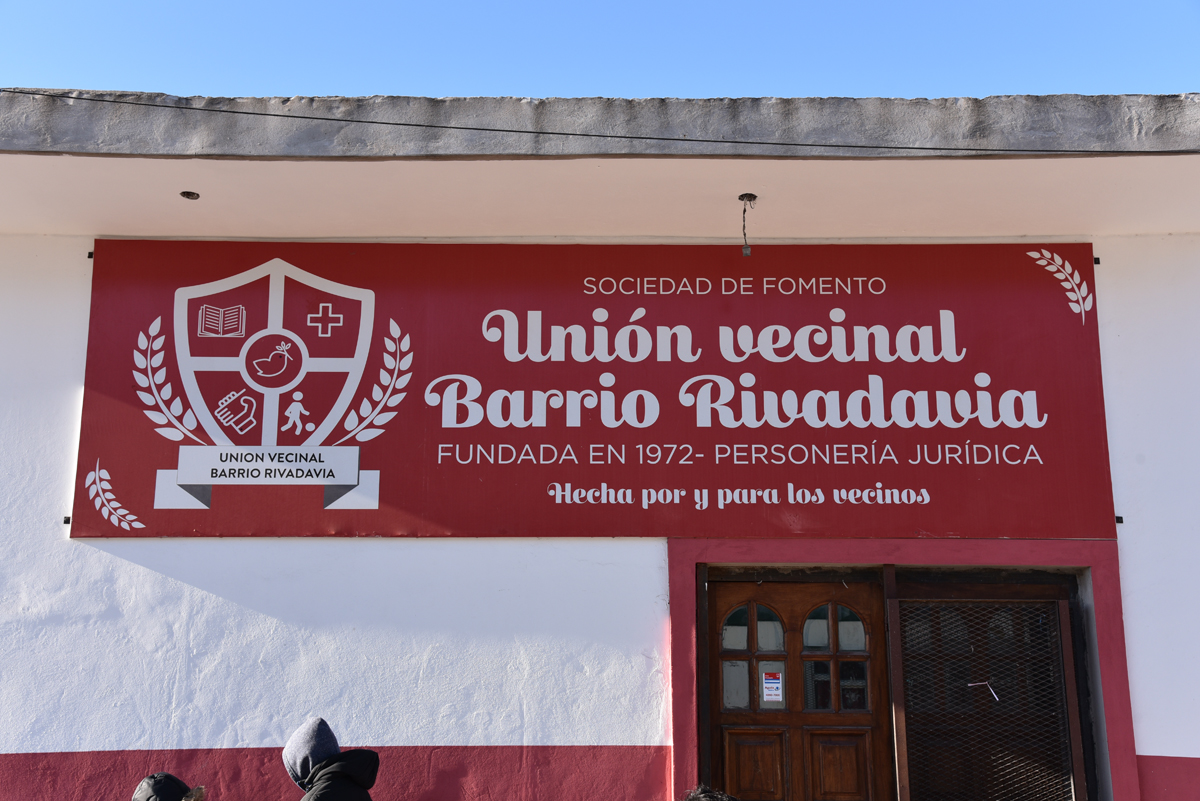 SOCIEDAD DE FOMENTO
Unión vecinal
Barrio Rivadavia
FUNDADA EN 1972- PERSONERÍA JURÍDICA
Hecha por y para los vecinos
UNION VECINAL
BARRIO RIVADAVIA